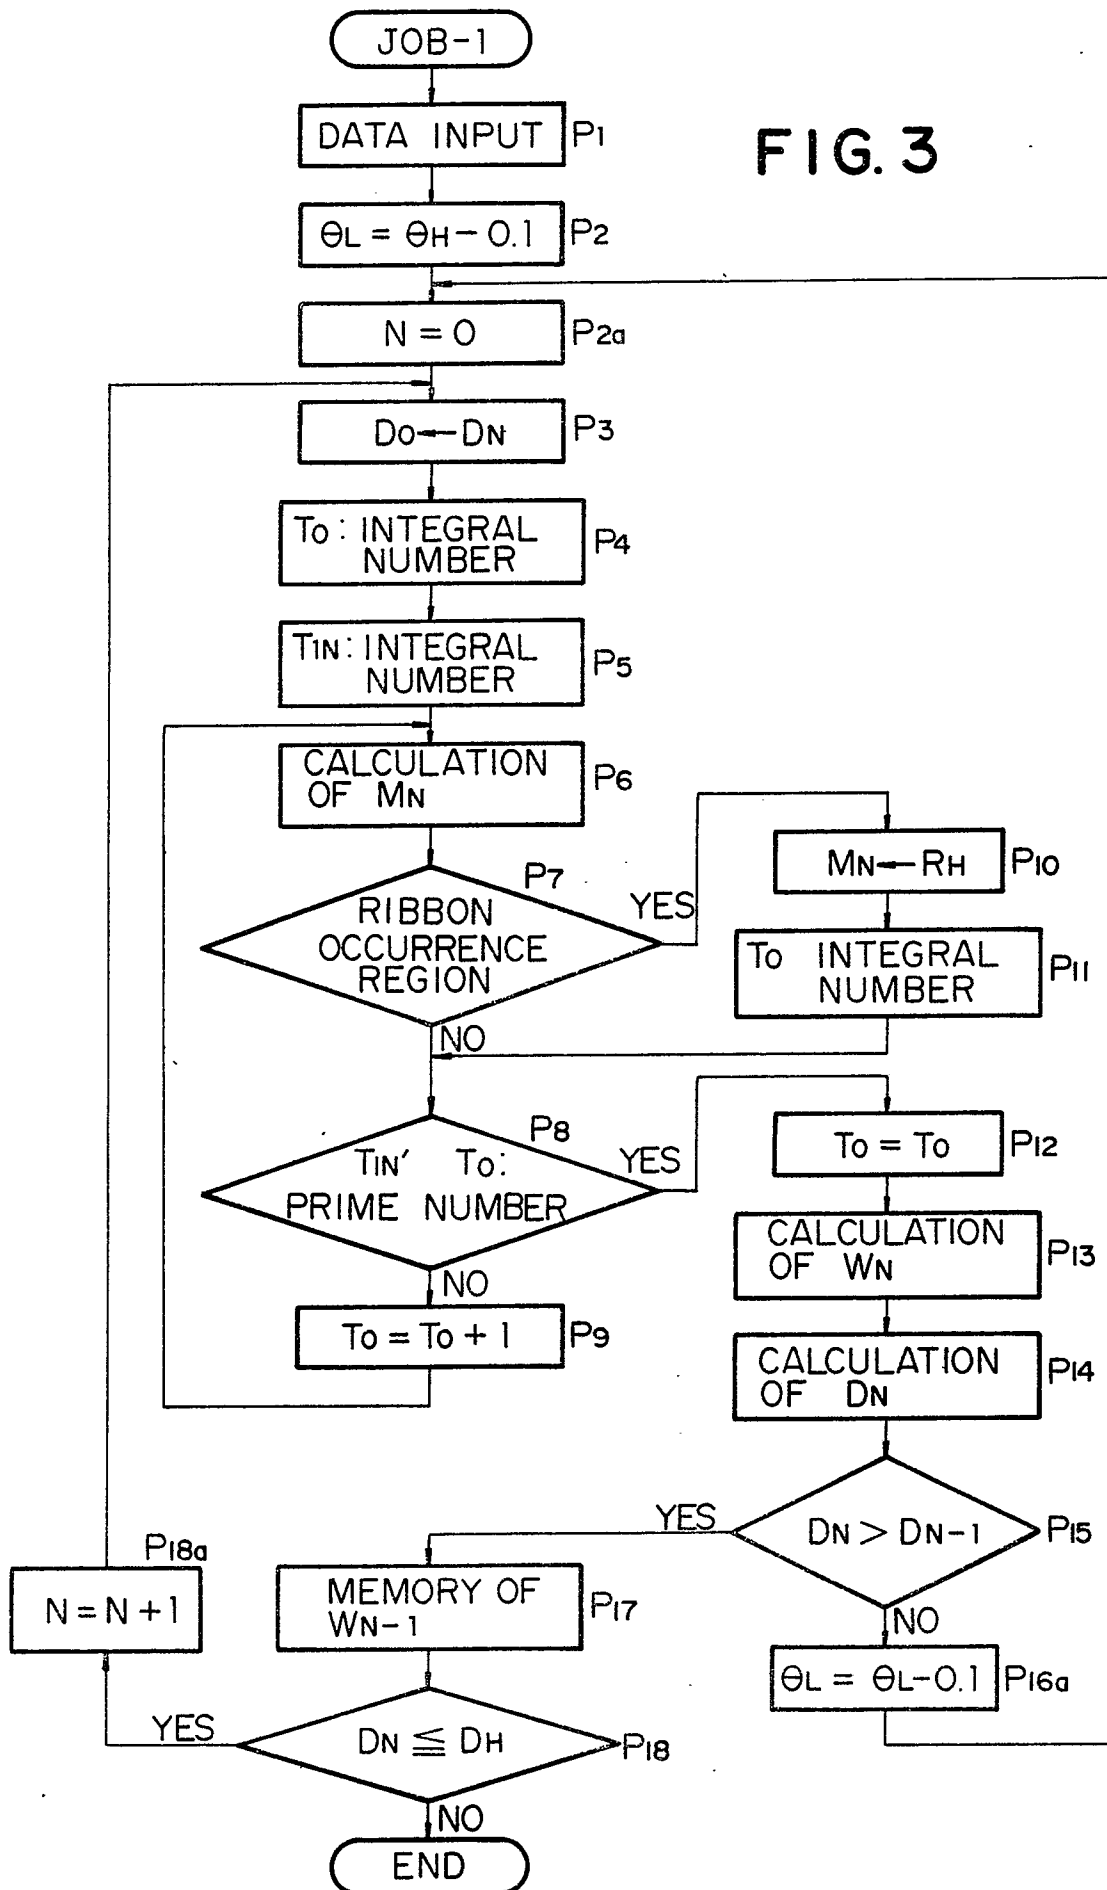 JOB-1
DATA INPUT P1
FIG. 3
θL = θH - 0.1 P2
N = 0 P2a
Do ← DN P3
To : INTEGRAL
NUMBER P4
TIN : INTEGRAL
NUMBER P5
CALCULATION
OF MN P6
P7
RIBBON
OCCURRENCE
REGION
YES
NO
MN ← RH P10
To INTEGRAL
NUMBER P11
P8
TIN' To :
PRIME NUMBER
YES
NO
To = To + 1 P9
To = To P12
CALCULATION
OF WN P13
CALCULATION
OF DN P14
DN > DN-1 P15
YES
NO
θL = θL - 0.1 P16a
MEMORY OF
WN-1 P17
P18a
N = N + 1
DN ≦ DH P18
YES
NO
END